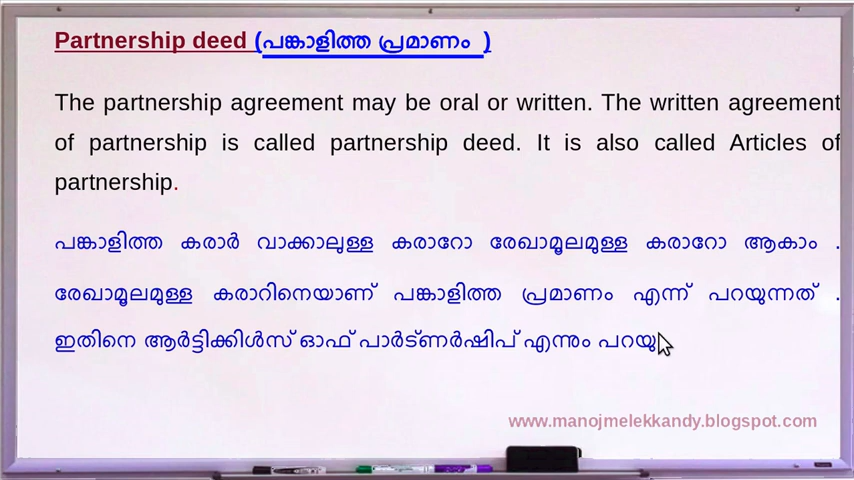 Partnership deed (പങ്കാളിത്ത പ്രമാണം )
The partnership agreement may be oral or written. The written agreement
of partnership is called partnership deed. It is also called Articles of
partnership.
പങ്കാളിത്ത കരാർ വാക്കാലുള്ള കരാറോ രേഖാമൂലമുള്ള കരാറോ ആകാം .
രേഖാമൂലമുള്ള കരാറിനെയാണ് പങ്കാളിത്ത പ്രമാണം എന്ന് പറയുന്നത് .
ഇതിനെ ആർട്ടിക്കിൾസ് ഓഫ് പാർട്ണർഷിപ് എന്നും പറയു
www.manojmelekkandy.blogspot.com